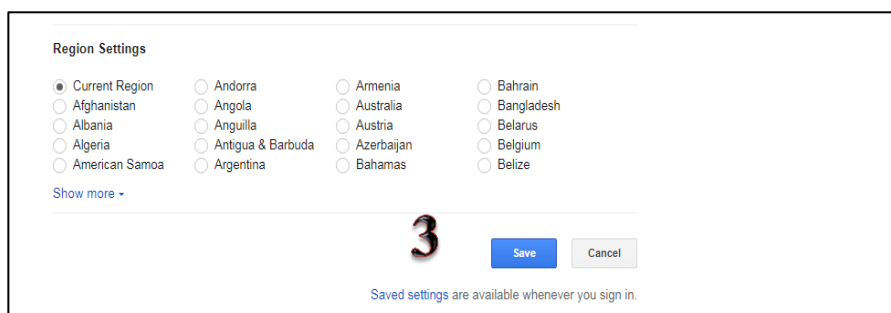 Region Settings
Current Region Andorra Armenia Bahrain
Afghanistan Angola Australia Bangladesh
Albania Anguilla Austria Belarus
Algeria Antigua & Barbuda Azerbaijan Belgium
American Samoa Argentina Bahamas Belize
Show more
3
Save Cancel
Saved settings are available whenever you sign in.